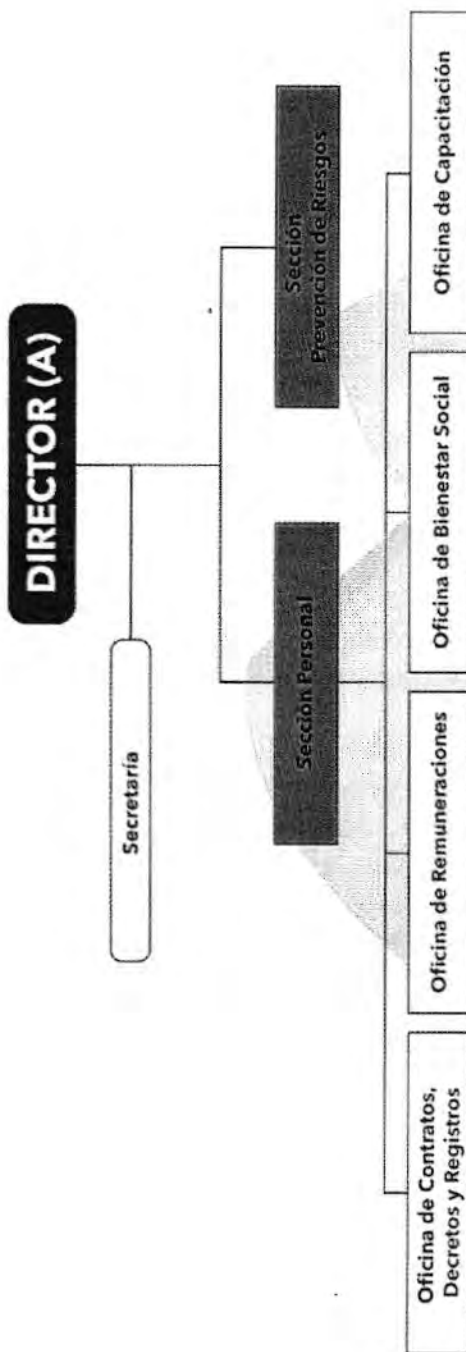 DIRECTOR (A)
Secretaría
Sección Personal
Sección
Prevención de Riesgos
Oficina de Contratos,
Decretos y Registros
Oficina de Remuneraciones
Oficina de Bienestar Social
Oficina de Capacitación